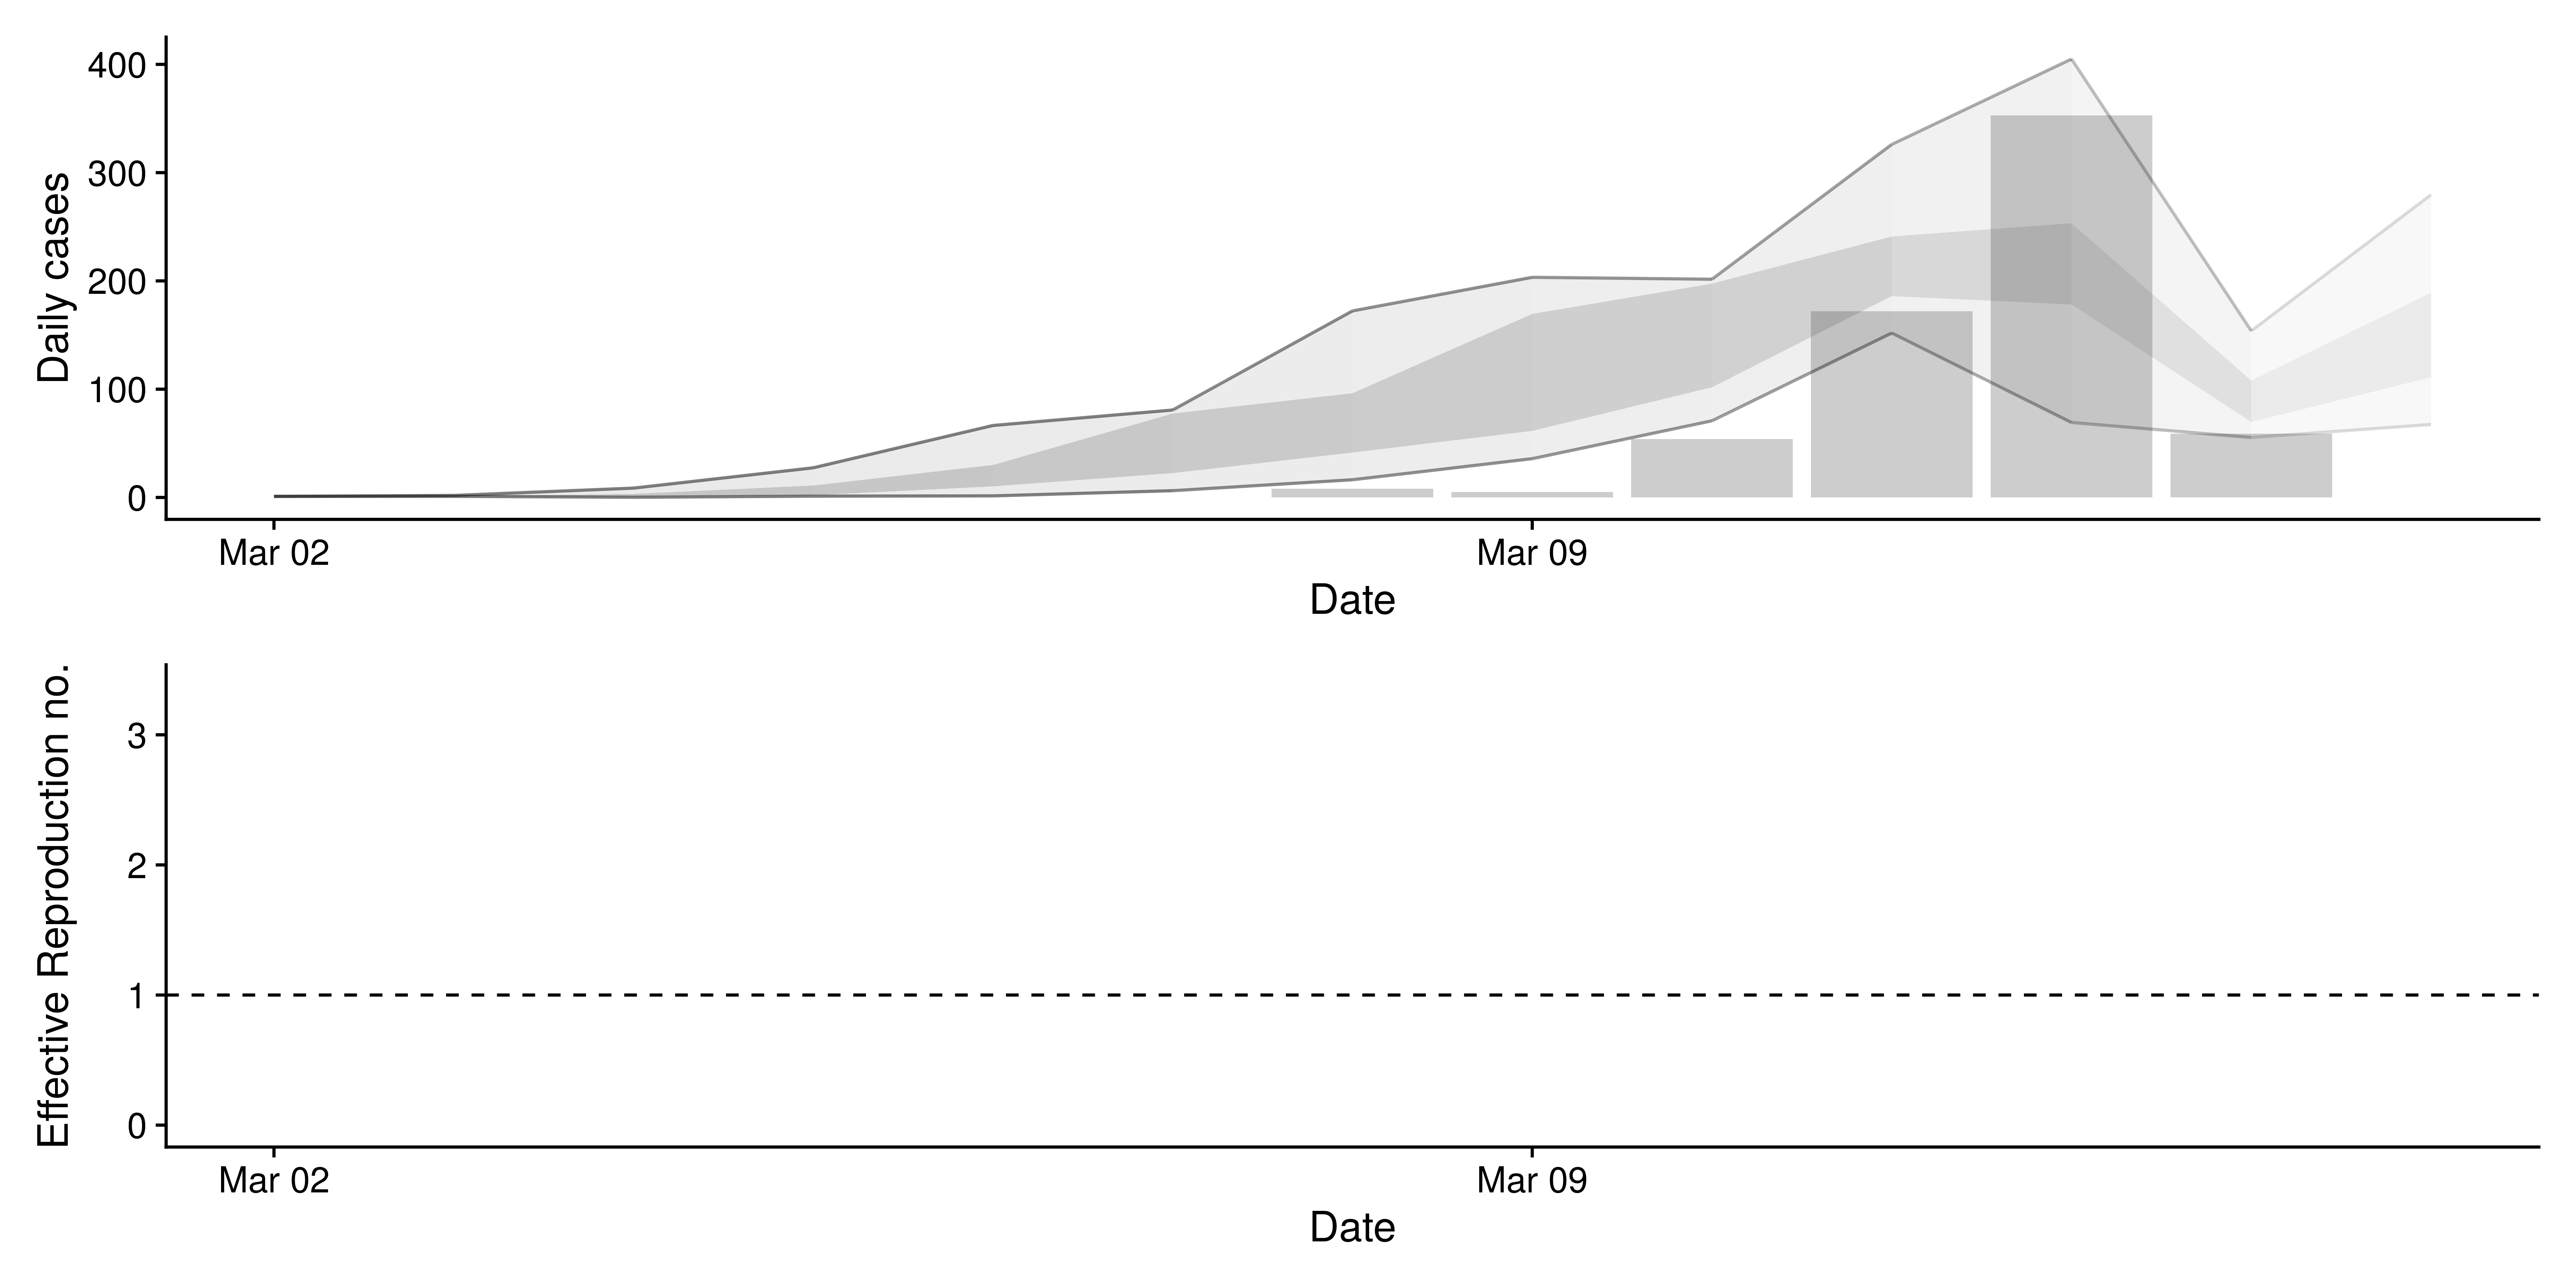 Daily cases
400
300
200
100
0
Mar 02
Mar 09
Date
Effective Reproduction no.
3
2
1
0
Mar 02
Mar 09
Date